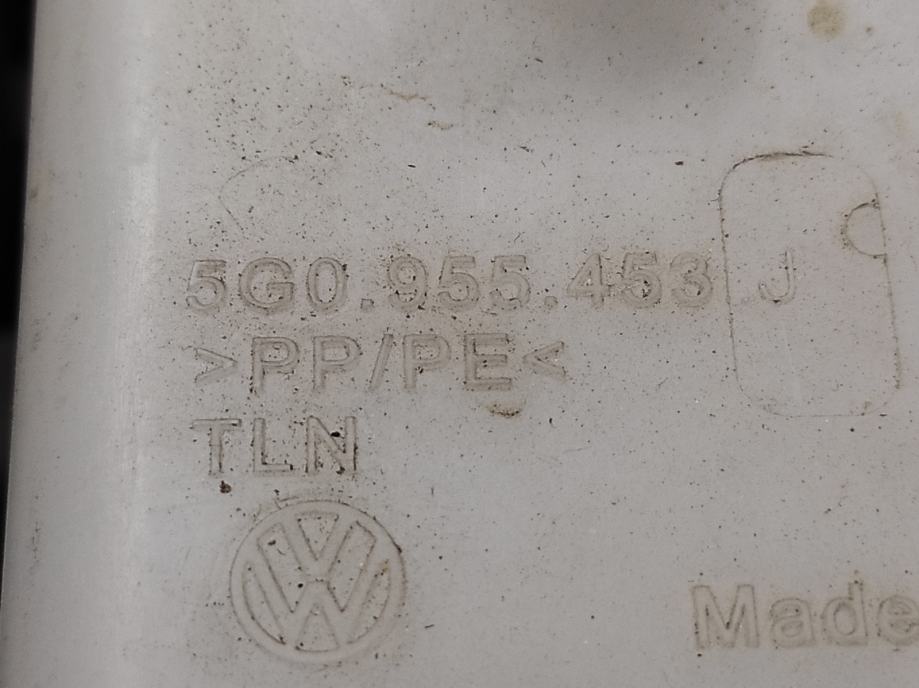 5G0.955.453 J
>PP/PE<
TLN
Made